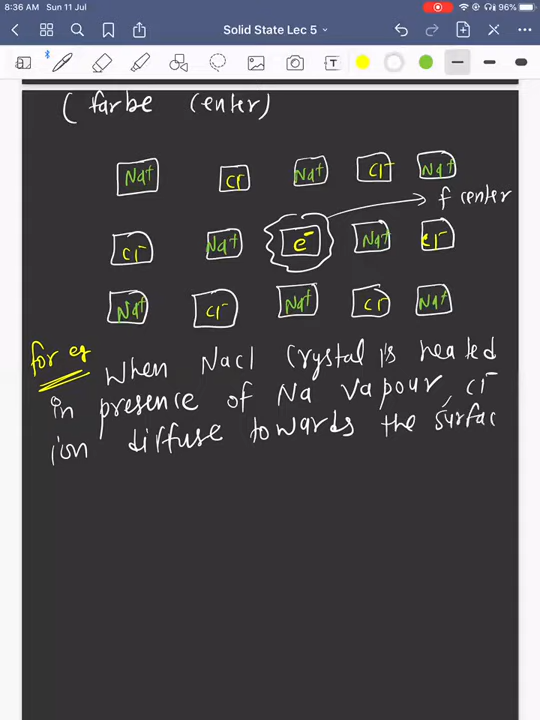 8:36 AM Sun 11 Jul 96%
Solid State Lec 5
T
( farbe (enter)
Na+ Cl Na+ Cl+ Na+
f center
Cl- Na+ e- Na+ Cl-
Na+ Cl- Na+ Cl Na+
for eg When Nacl Crystal is heated
in presence of Na vapour, cl-
ion diffuse towards the surfac